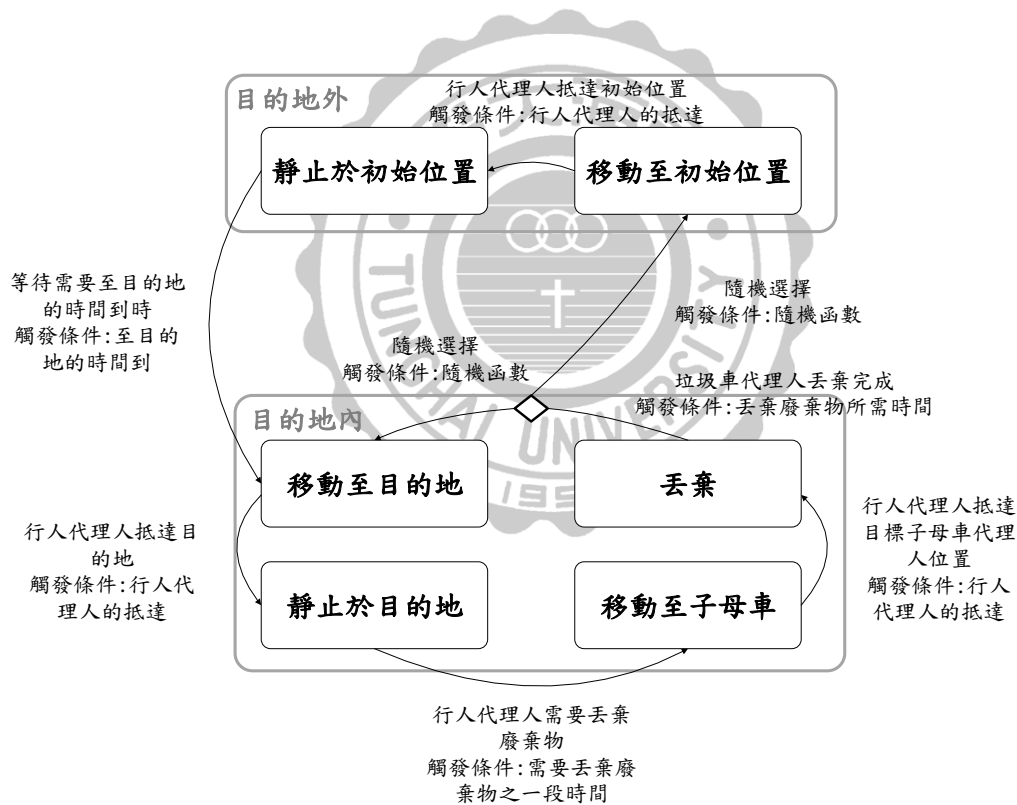 目的地外
行人代理人抵達初始位置
觸發條件:行人代理人的抵達
靜止於初始位置
移動至初始位置
等待需要至目的地
的時間到時
觸發條件:至目的
地的時間到
隨機選擇
觸發條件:隨機函數
隨機選擇
觸發條件:隨機函數
垃圾車代理人丟棄完成
觸發條件:丟棄廢棄物所需時間
目的地內
移動至目的地
丟棄
行人代理人抵達目
的地
觸發條件:行人代
理人的抵達
行人代理人抵達
目標子母車代理
人位置
觸發條件:行人
代理人的抵達
靜止於目的地
移動至子母車
行人代理人需要丟棄
廢棄物
觸發條件:需要丟棄廢
棄物之一段時間
TUNGHAI UNIVERSITY